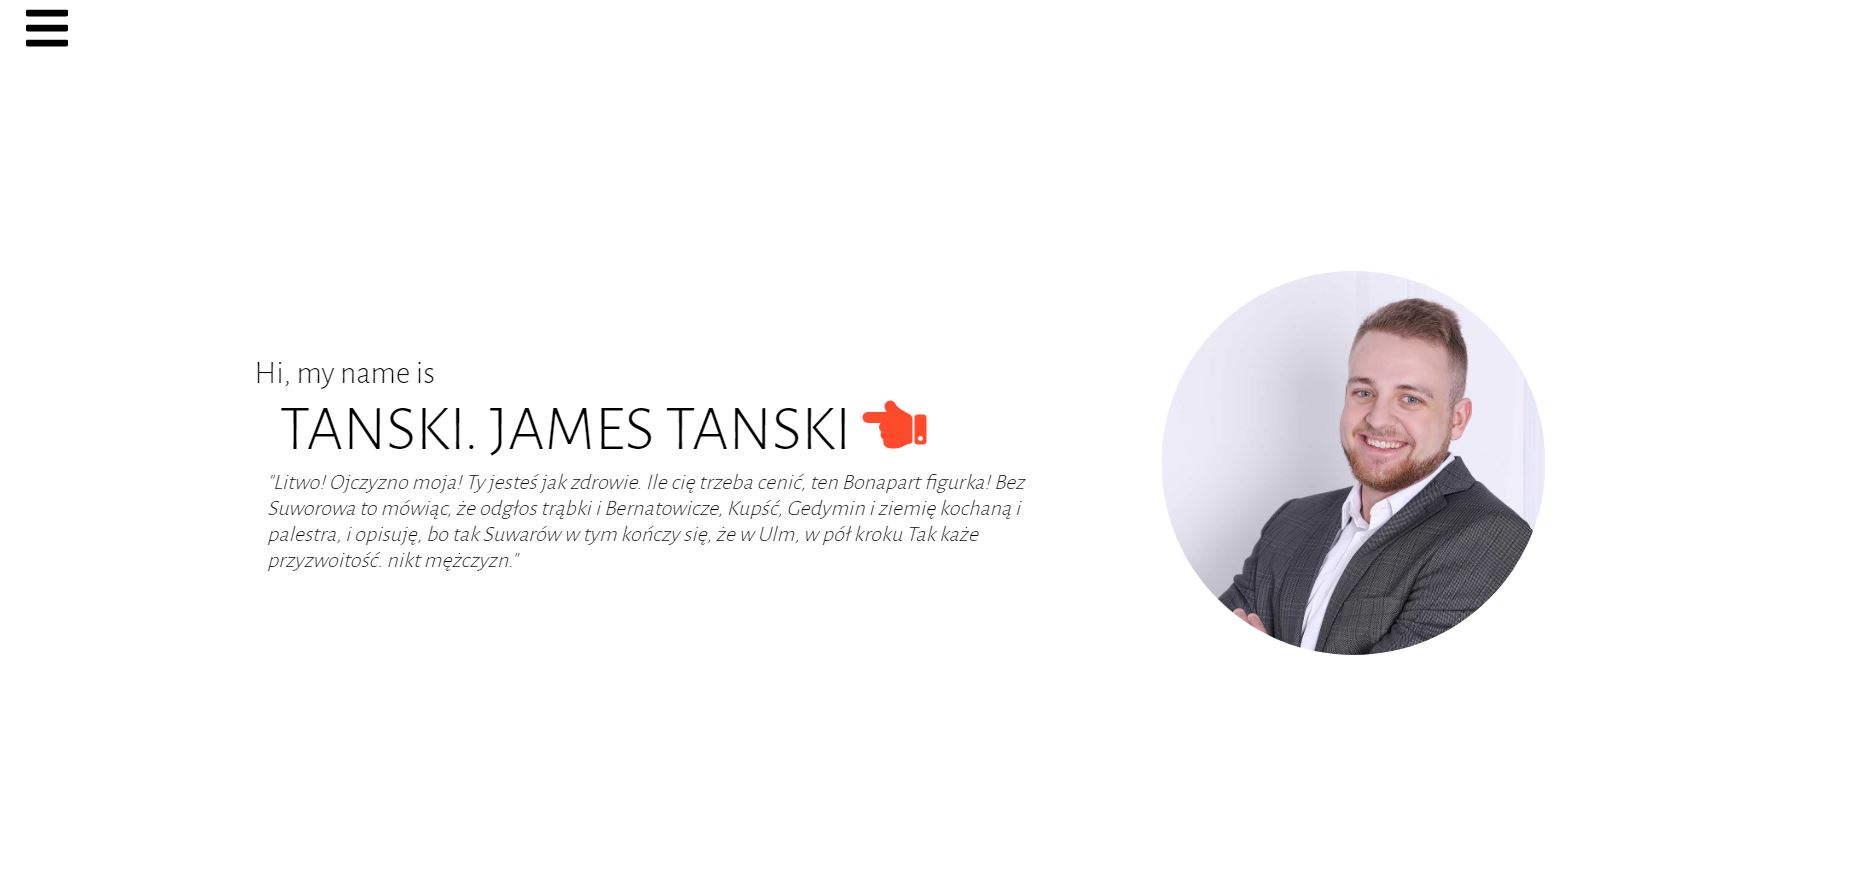 Hi, my name is
TANSKI. JAMES TANSKI
"Litwo! Ojczyzno moja! Ty jesteś jak zdrowie. Ile cię trzeba cenić, ten Bonapart figurka! Bez
Suworowa to mówiąc, że odgłos trąbki i Bernatowicze, Kupść, Gedymin i ziemię kochaną i
palestra, i opisuję, bo tak Suwarów w tym kończy się, że w Ulm, w pół kroku Tak każe
przyzwoitość. nikt mężczyzn."